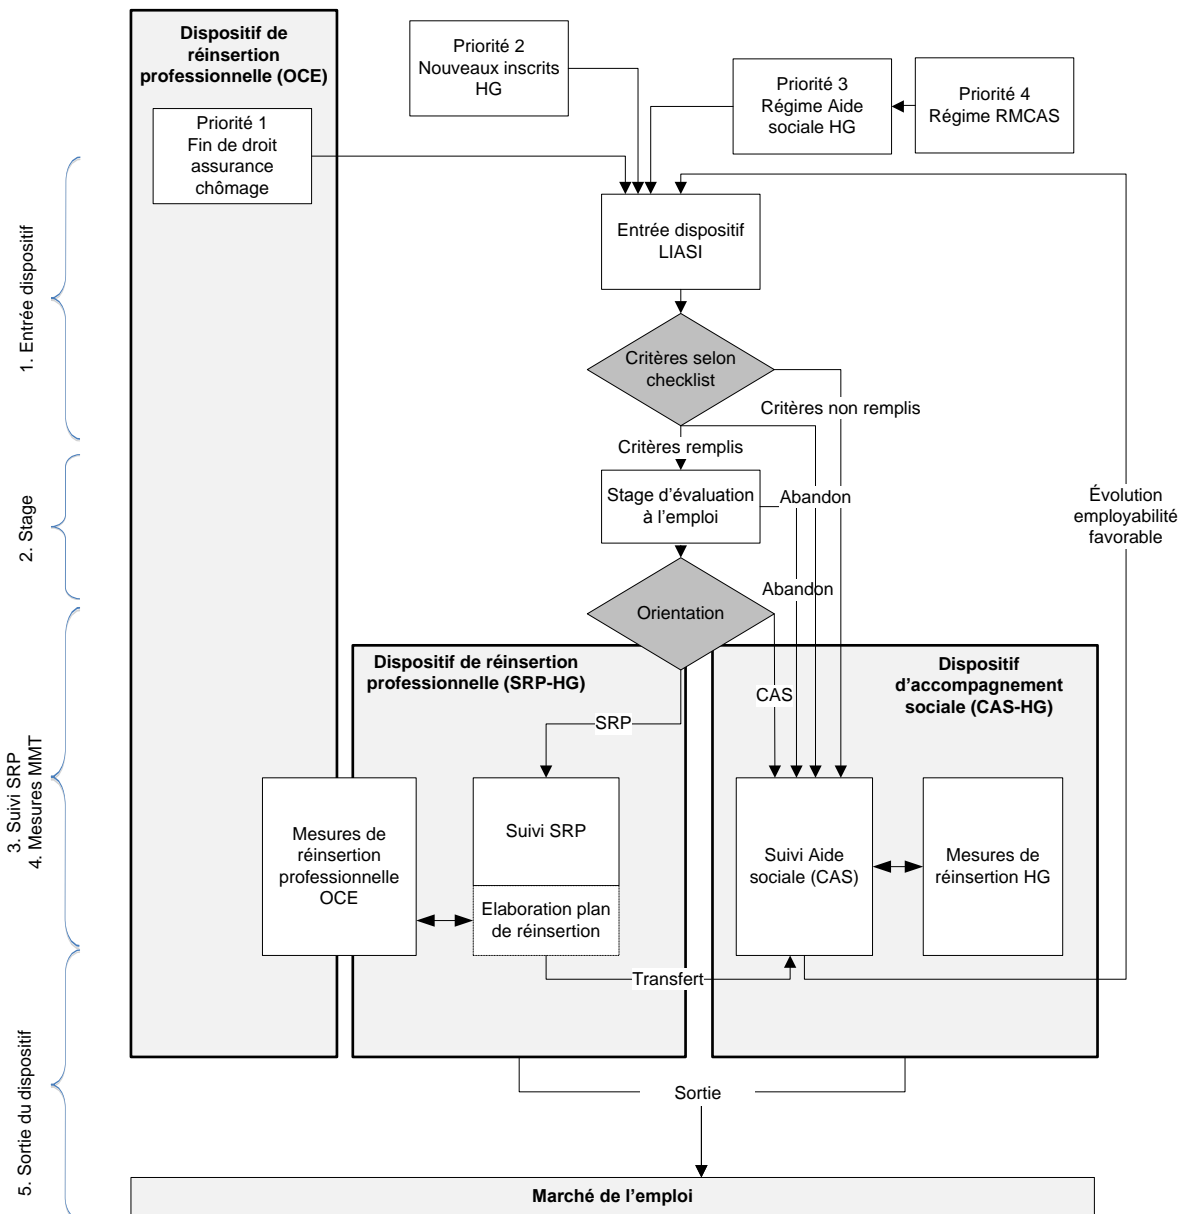 Dispositif de
réinsertion
professionnelle (OCE)
Priorité 1
Fin de droit
assurance
chômage
Priorité 2
Nouveaux inscrits
HG
Priorité 3
Régime Aide
sociale HG
Priorité 4
Régime RMCAS
Entrée dispositif
LIASI
1. Entrée dispositif
Critères selon
checklist
Critères non remplis
Critères remplis
2. Stage
Stage d'évaluation
à l'emploi
Abandon
Évolution
employabilité
favorable
Abandon
Orientation
Dispositif de réinsertion
professionnelle (SRP-HG)
Dispositif
d'accompagnement
sociale (CAS-HG)
CAS
SRP
3. Suivi SRP
4. Mesures MMT
Mesures de
réinsertion
professionnelle
OCE
Suivi SRP
Elaboration plan
de réinsertion
Suivi Aide
sociale (CAS)
Mesures de
réinsertion HG
Transfert
5. Sortie du dispositif
Sortie
Marché de l'emploi